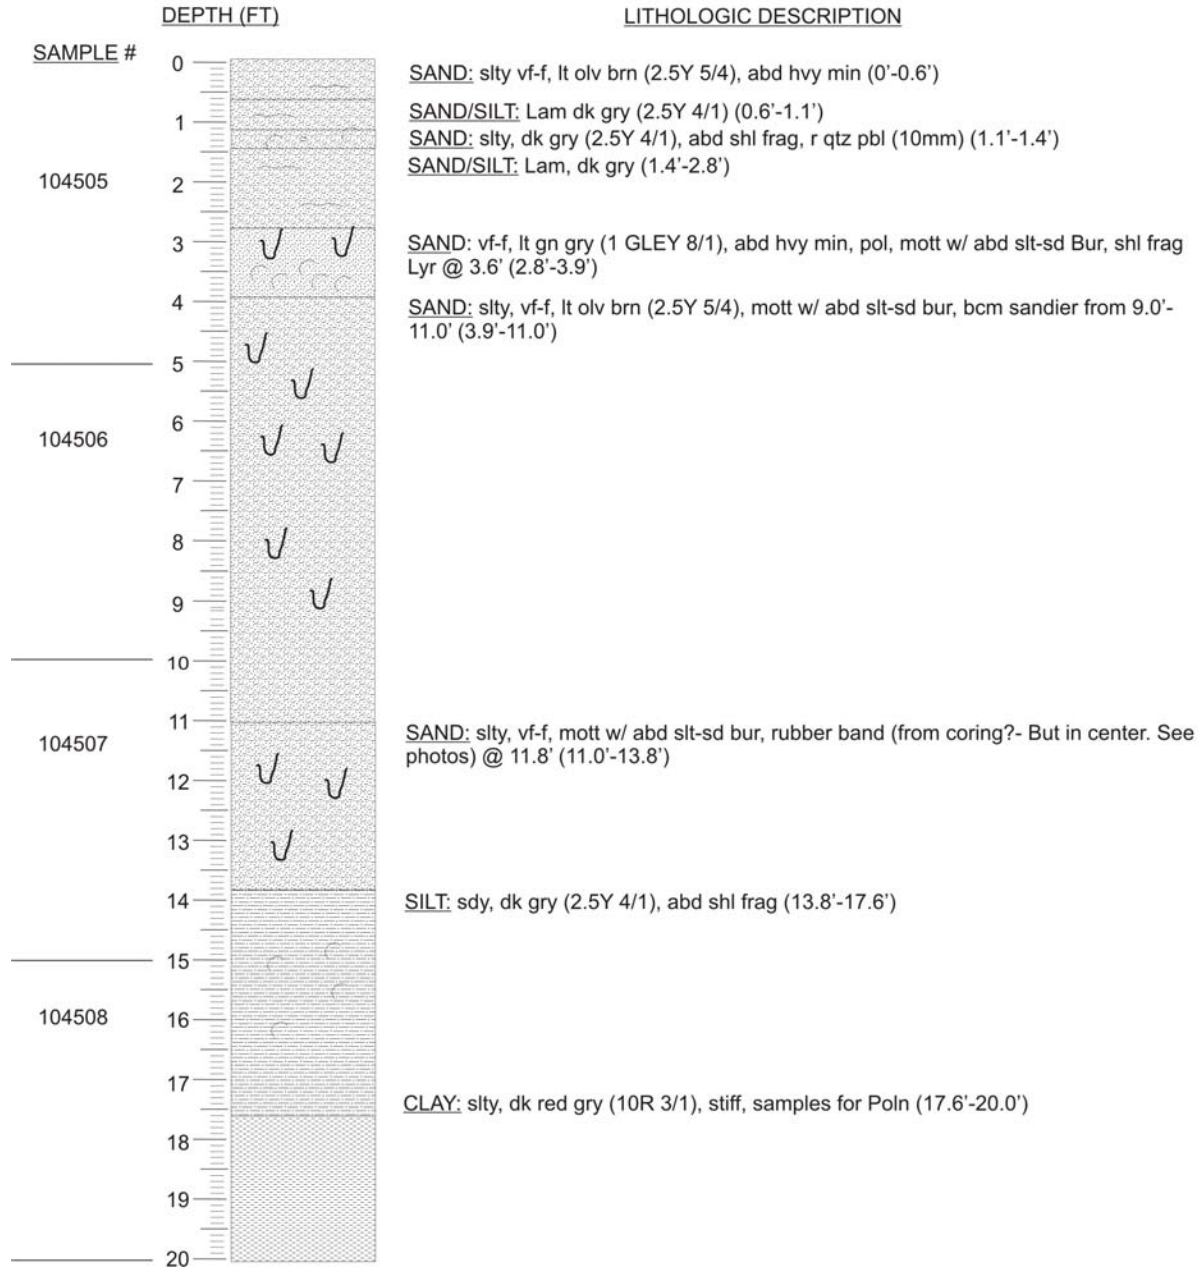 DEPTH (FT)
LITHOLOGIC DESCRIPTION
SAMPLE #
0
SAND: slty vf-f, lt olv brn (2.5Y 5/4), abd hvy min (0'-0.6')
SAND/SILT: Lam dk gry (2.5Y 4/1) (0.6'-1.1')
1
SAND: slty, dk gry (2.5Y 4/1), abd shl frag, r qtz pbl (10mm) (1.1'-1.4')
SAND/SILT: Lam, dk gry (1.4'-2.8')
104505
2
3
SAND: vf-f, lt gn gry (1 GLEY 8/1), abd hvy min, pol, mott w/ abd slt-sd Bur, shl frag
Lyr @ 3.6' (2.8'-3.9')
4
SAND: slty, vf-f, lt olv brn (2.5Y 5/4), mott w/ abd slt-sd bur, bcm sandier from 9.0'-
11.0' (3.9'-11.0')
5
6
104506
7
8
9
10
11
SAND: slty, vf-f, mott w/ abd slt-sd bur, rubber band (from coring?- But in center. See
photos) @ 11.8' (11.0'-13.8')
104507
12
13
14
SILT: sdy, dk gry (2.5Y 4/1), abd shl frag (13.8'-17.6')
15
104508
16
17
CLAY: slty, dk red gry (10R 3/1), stiff, samples for Poln (17.6'-20.0')
18
19
20